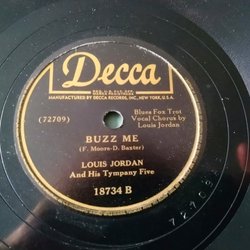 Decca
MANUFACTURED BY DECCA RECORDS, INC., NEW YORK, U.S.A.
(72709)
Blues Fox Trot
Vocal Chorus by
Louis Jordan
BUZZ ME
(F. Moore-D. Baxter)
LOUIS JORDAN
And His Tympany Five
18734 B
72709